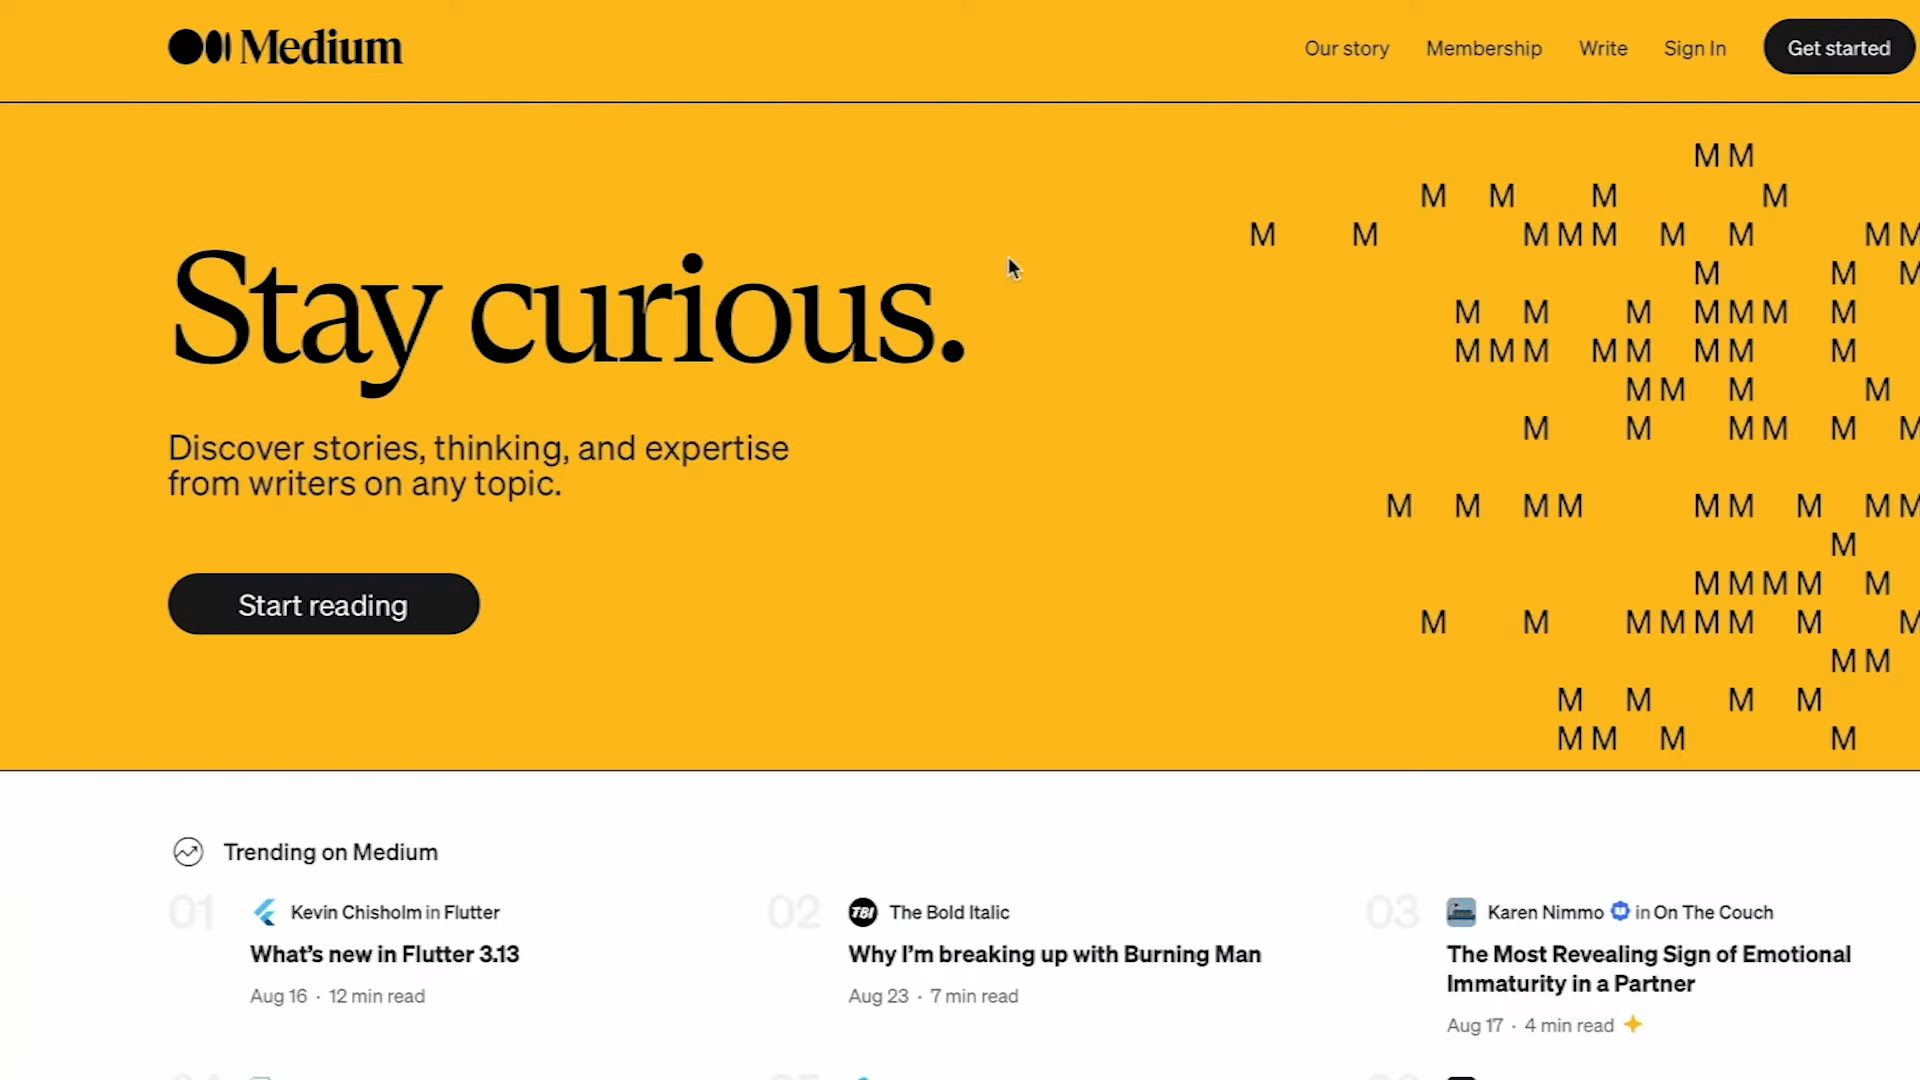 Medium
Our story Membership Write Sign In Get started
M M
M M M M
M M M M M M M M M
M M M
M M M M M M M
M M M M M M M M
M M M M
M M M M M M
M M M M M M M M M
M
M M M M M
M M M M M M M M
M M
M M M M
M M M M
Stay curious.
Discover stories, thinking, and expertise
from writers on any topic.
Start reading
Trending on Medium
01
Kevin Chisholm in Flutter
What's new in Flutter 3.13
Aug 16 · 12 min read
02
TBI The Bold Italic
Why I'm breaking up with Burning Man
Aug 23 · 7 min read
03
Karen Nimmo in On The Couch
The Most Revealing Sign of Emotional
Immaturity in a Partner
Aug 17 · 4 min read